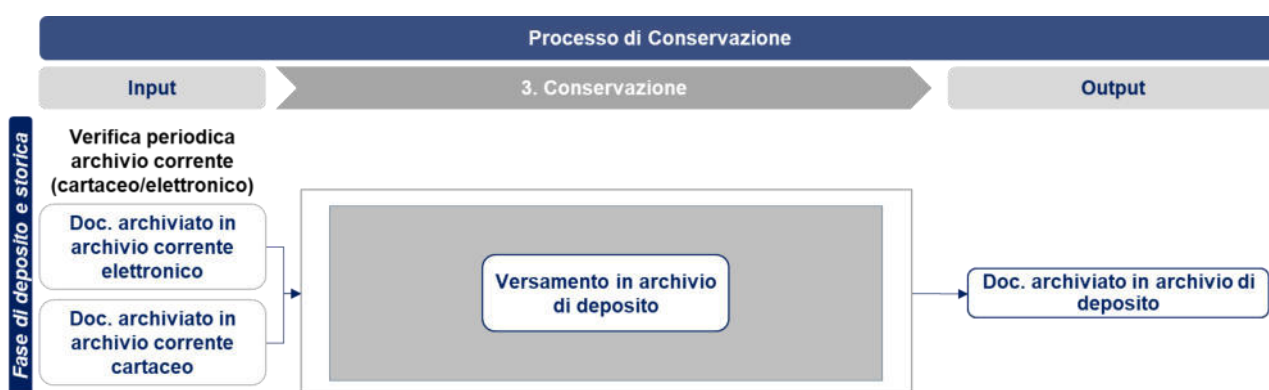 Processo di Conservazione
Input
3. Conservazione
Output
Fase di deposito e storica
Verifica periodica
archivio corrente
(cartaceo/elettronico)
Doc. archiviato in
archivio corrente
elettronico
Doc. archiviato in
archivio corrente
cartaceo
Versamento in archivio
di deposito
Doc. archiviato in archivio di
deposito